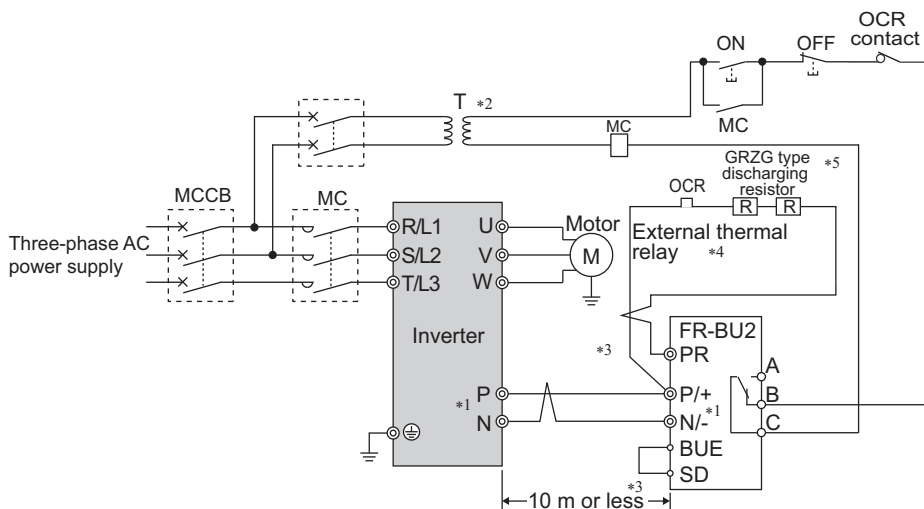 ON
OFF
OCR
contact
T
*2
MC
MC
GRZG type
discharging
resistor
*5
OCR
R
R
MCCB
MC
External thermal
relay
*4
Three-phase AC
power supply
R/L1
S/L2
T/L3
U
V
W
Motor
M
Inverter
*3
FR-BU2
PR
A
P
P/+
B
*1
N
N/-
*1
C
BUE
SD
*3
10 m or less